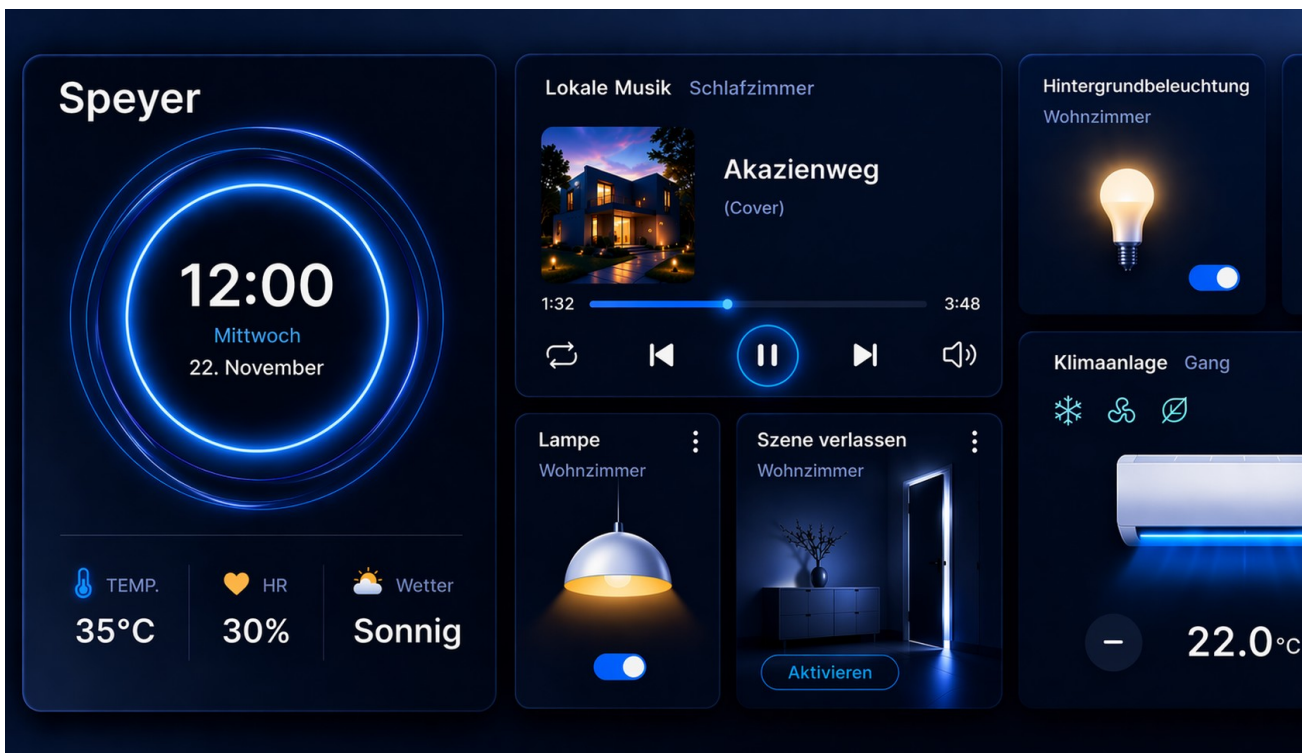 Speyer
12:00
Mittwoch
22. November
TEMP.
35°C
HR
30%
Wetter
Sonnig
Lokale Musik Schlafzimmer
Akazienweg
(Cover)
1:32
3:48
Lampe
Wohnzimmer
Szene verlassen
Wohnzimmer
Aktivieren
Hintergrundbeleuchtung
Wohnzimmer
Klimaanlage Gang
22.0°C